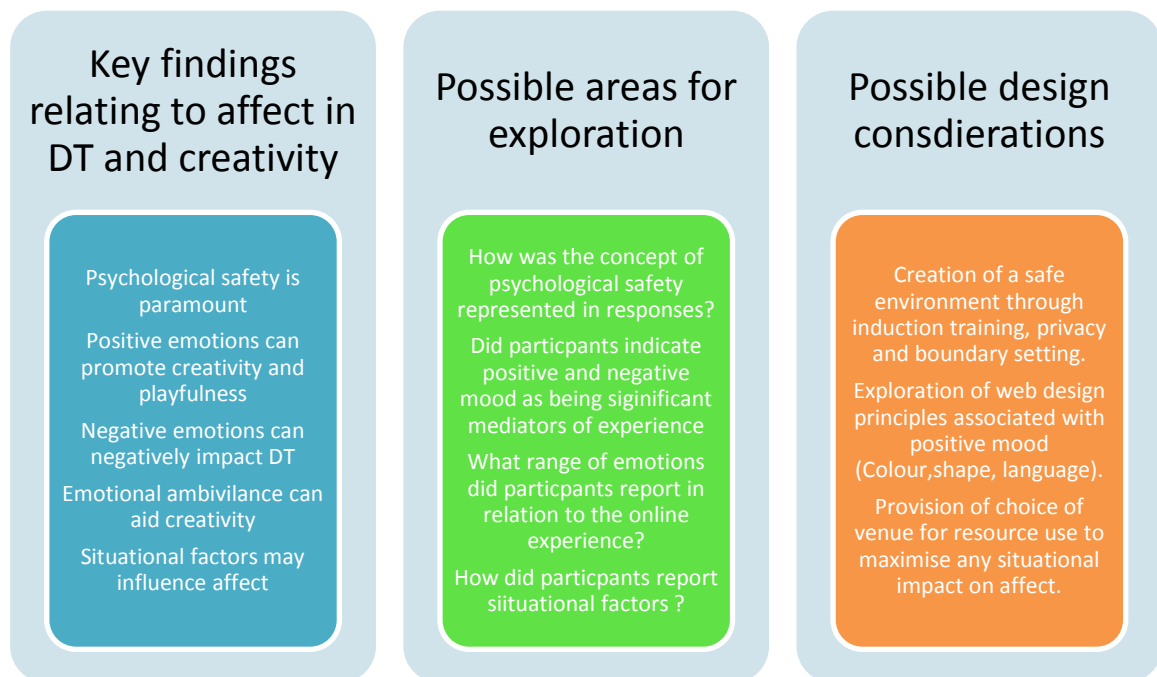 Key findings
relating to affect in
DT and creativity
Psychological safety is
paramount
Positive emotions can
promote creativity and
playfulness
Negative emotions can
negatively impact DT
Emotional ambivilance can
aid creativity
Situational factors may
influence affect
Possible areas for
exploration
How was the concept of
psychological safety
represented in responses?
Did particpants indicate
positive and negative
mood as being siginificant
mediators of experience
What range of emotions
did particpants report in
relation to the online
experience?
How did particpants report
siituational factors ?
Possible design
consdierations
Creation of a safe
environment through
induction training, privacy
and boundary setting.
Exploration of web design
principles associated with
positive mood
(Colour,shape, language).
Provision of choice of
venue for resource use to
maximise any situational
impact on affect.